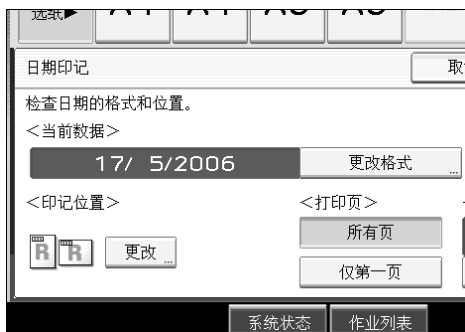 选纸▶
日期印记 取
检查日期的格式和位置。
<当前数据>
17/ 5/2006 更改格式
<印记位置> <打印页>
所有页
R R 更改
仅第一页
系统状态 作业列表